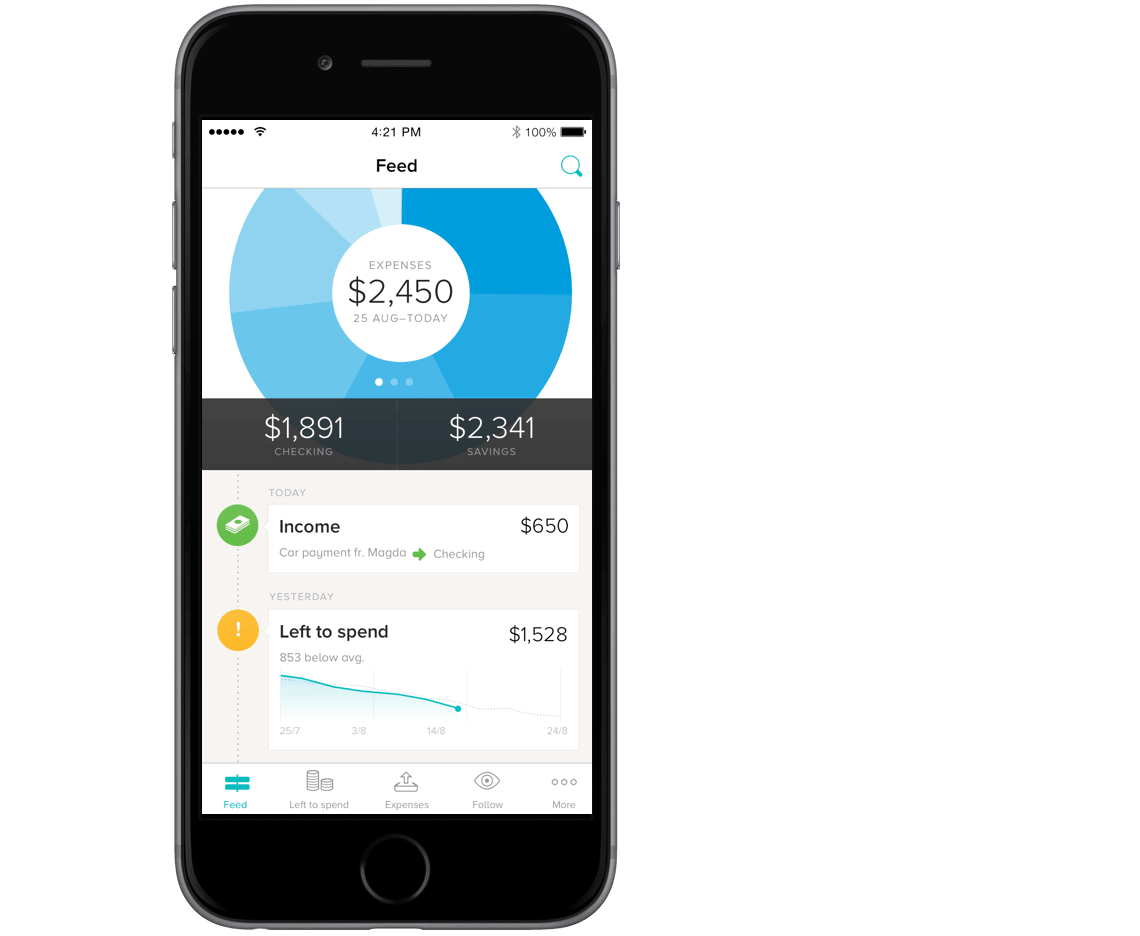 4:21 PM
100%
Feed
EXPENSES
$2,450
25 AUG–TODAY
$1,891
CHECKING
$2,341
SAVINGS
TODAY
Income
$650
Car payment fr. Magda
Checking
YESTERDAY
!
Left to spend
$1,528
853 below avg.
25/7
3/8
14/8
24/8
Feed
Left to spend
Expenses
Follow
More